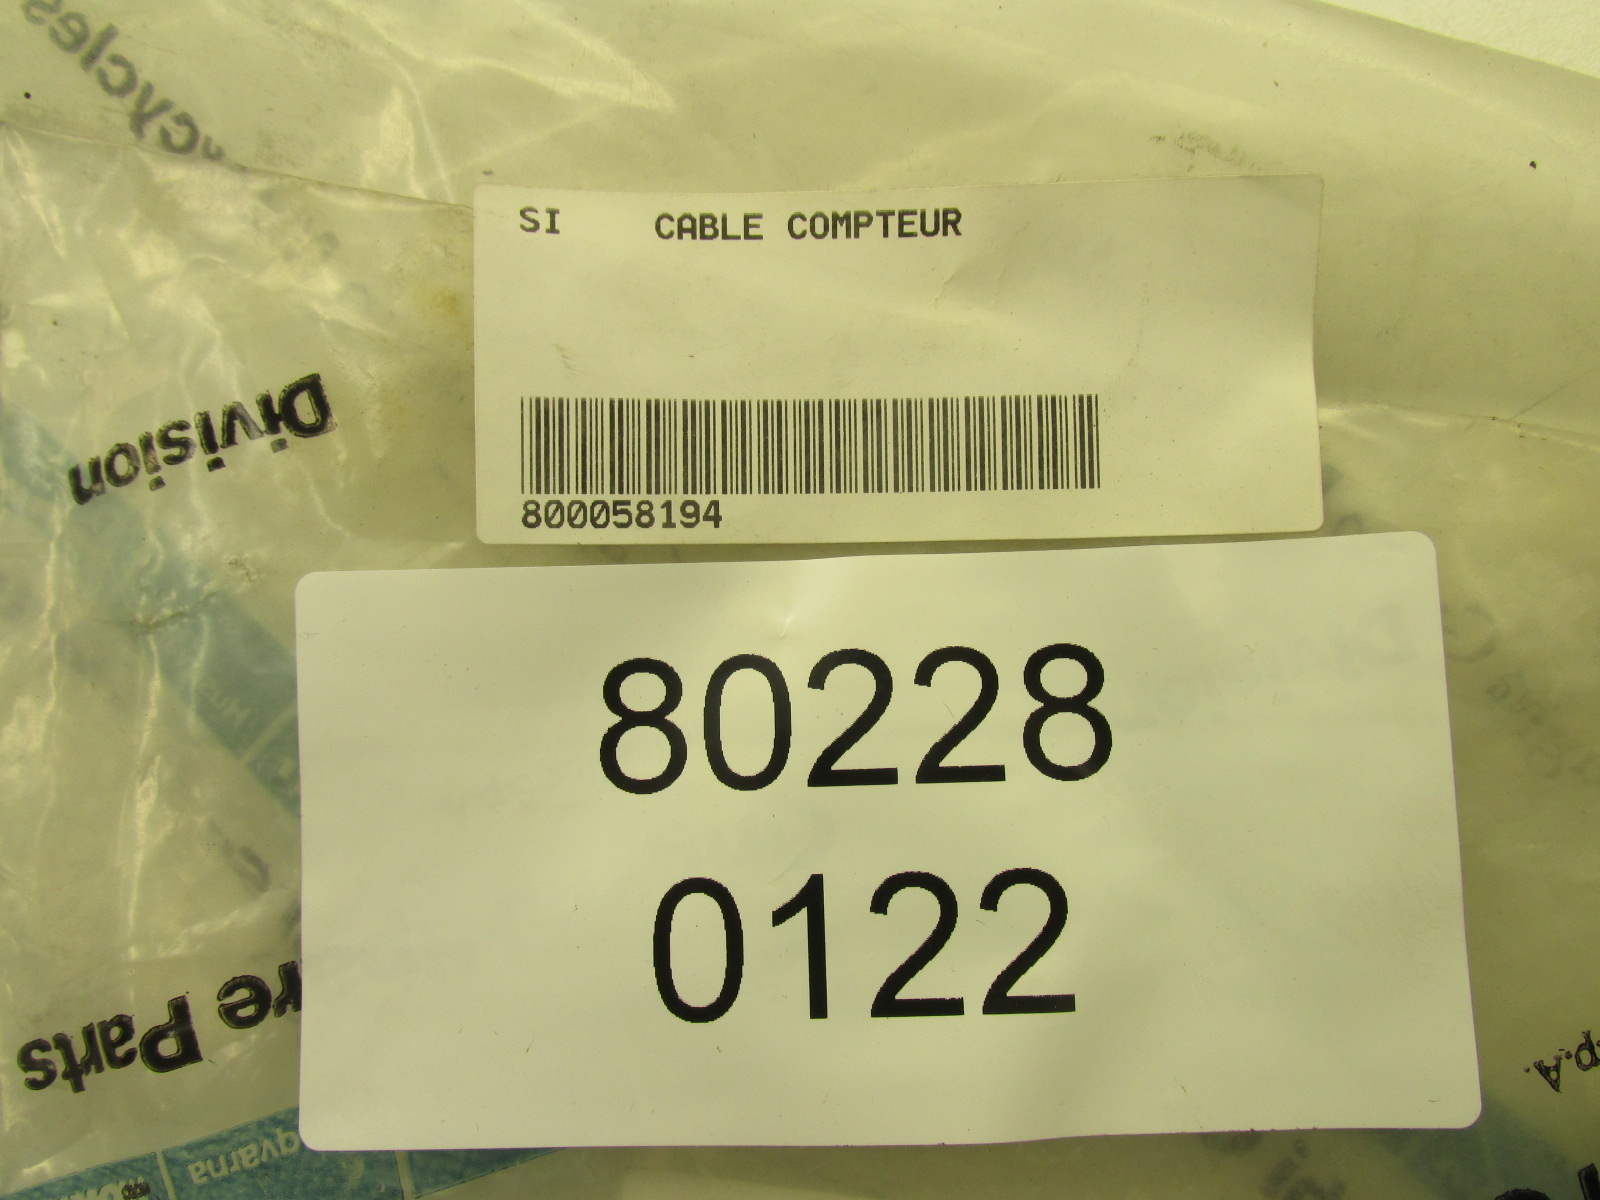 SI CABLE COMPTEUR
800058194
80228
0122
Division
Parts
p.A.